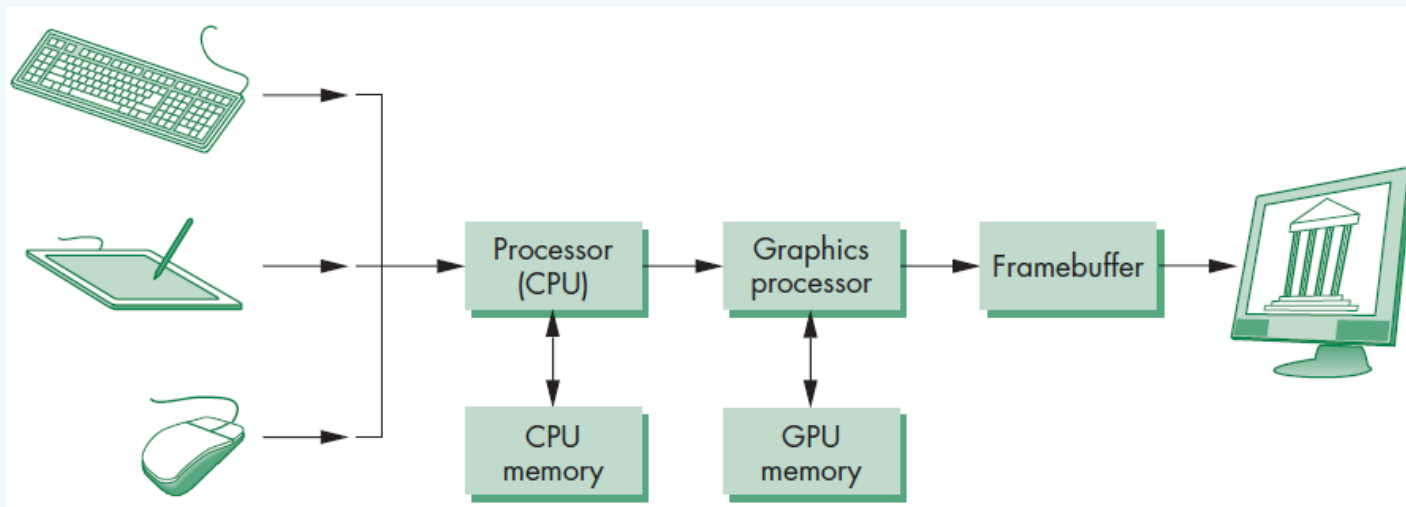 Processor
(CPU)
Graphics
processor
Framebuffer
CPU
memory
GPU
memory